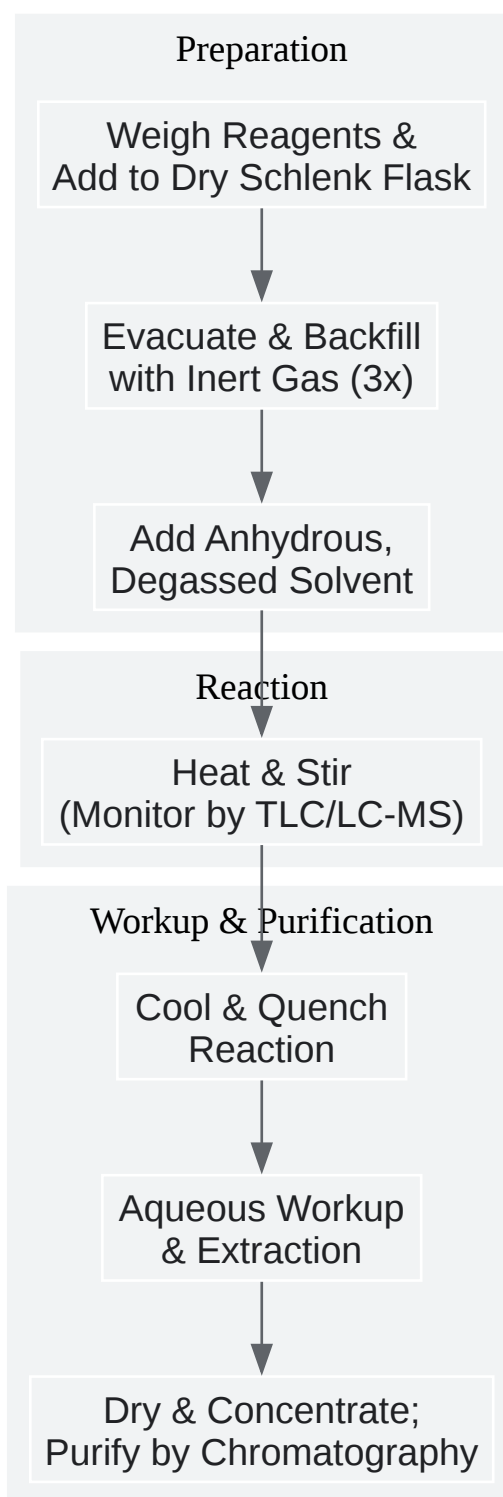 Preparation
Weigh Reagents &
Add to Dry Schlenk Flask
Evacuate & Backfill
with Inert Gas (3x)
Add Anhydrous,
Degassed Solvent
Reaction
Heat & Stir
(Monitor by TLC/LC-MS)
Workup & Purification
Cool & Quench
Reaction
Aqueous Workup
& Extraction
Dry & Concentrate;
Purify by Chromatography